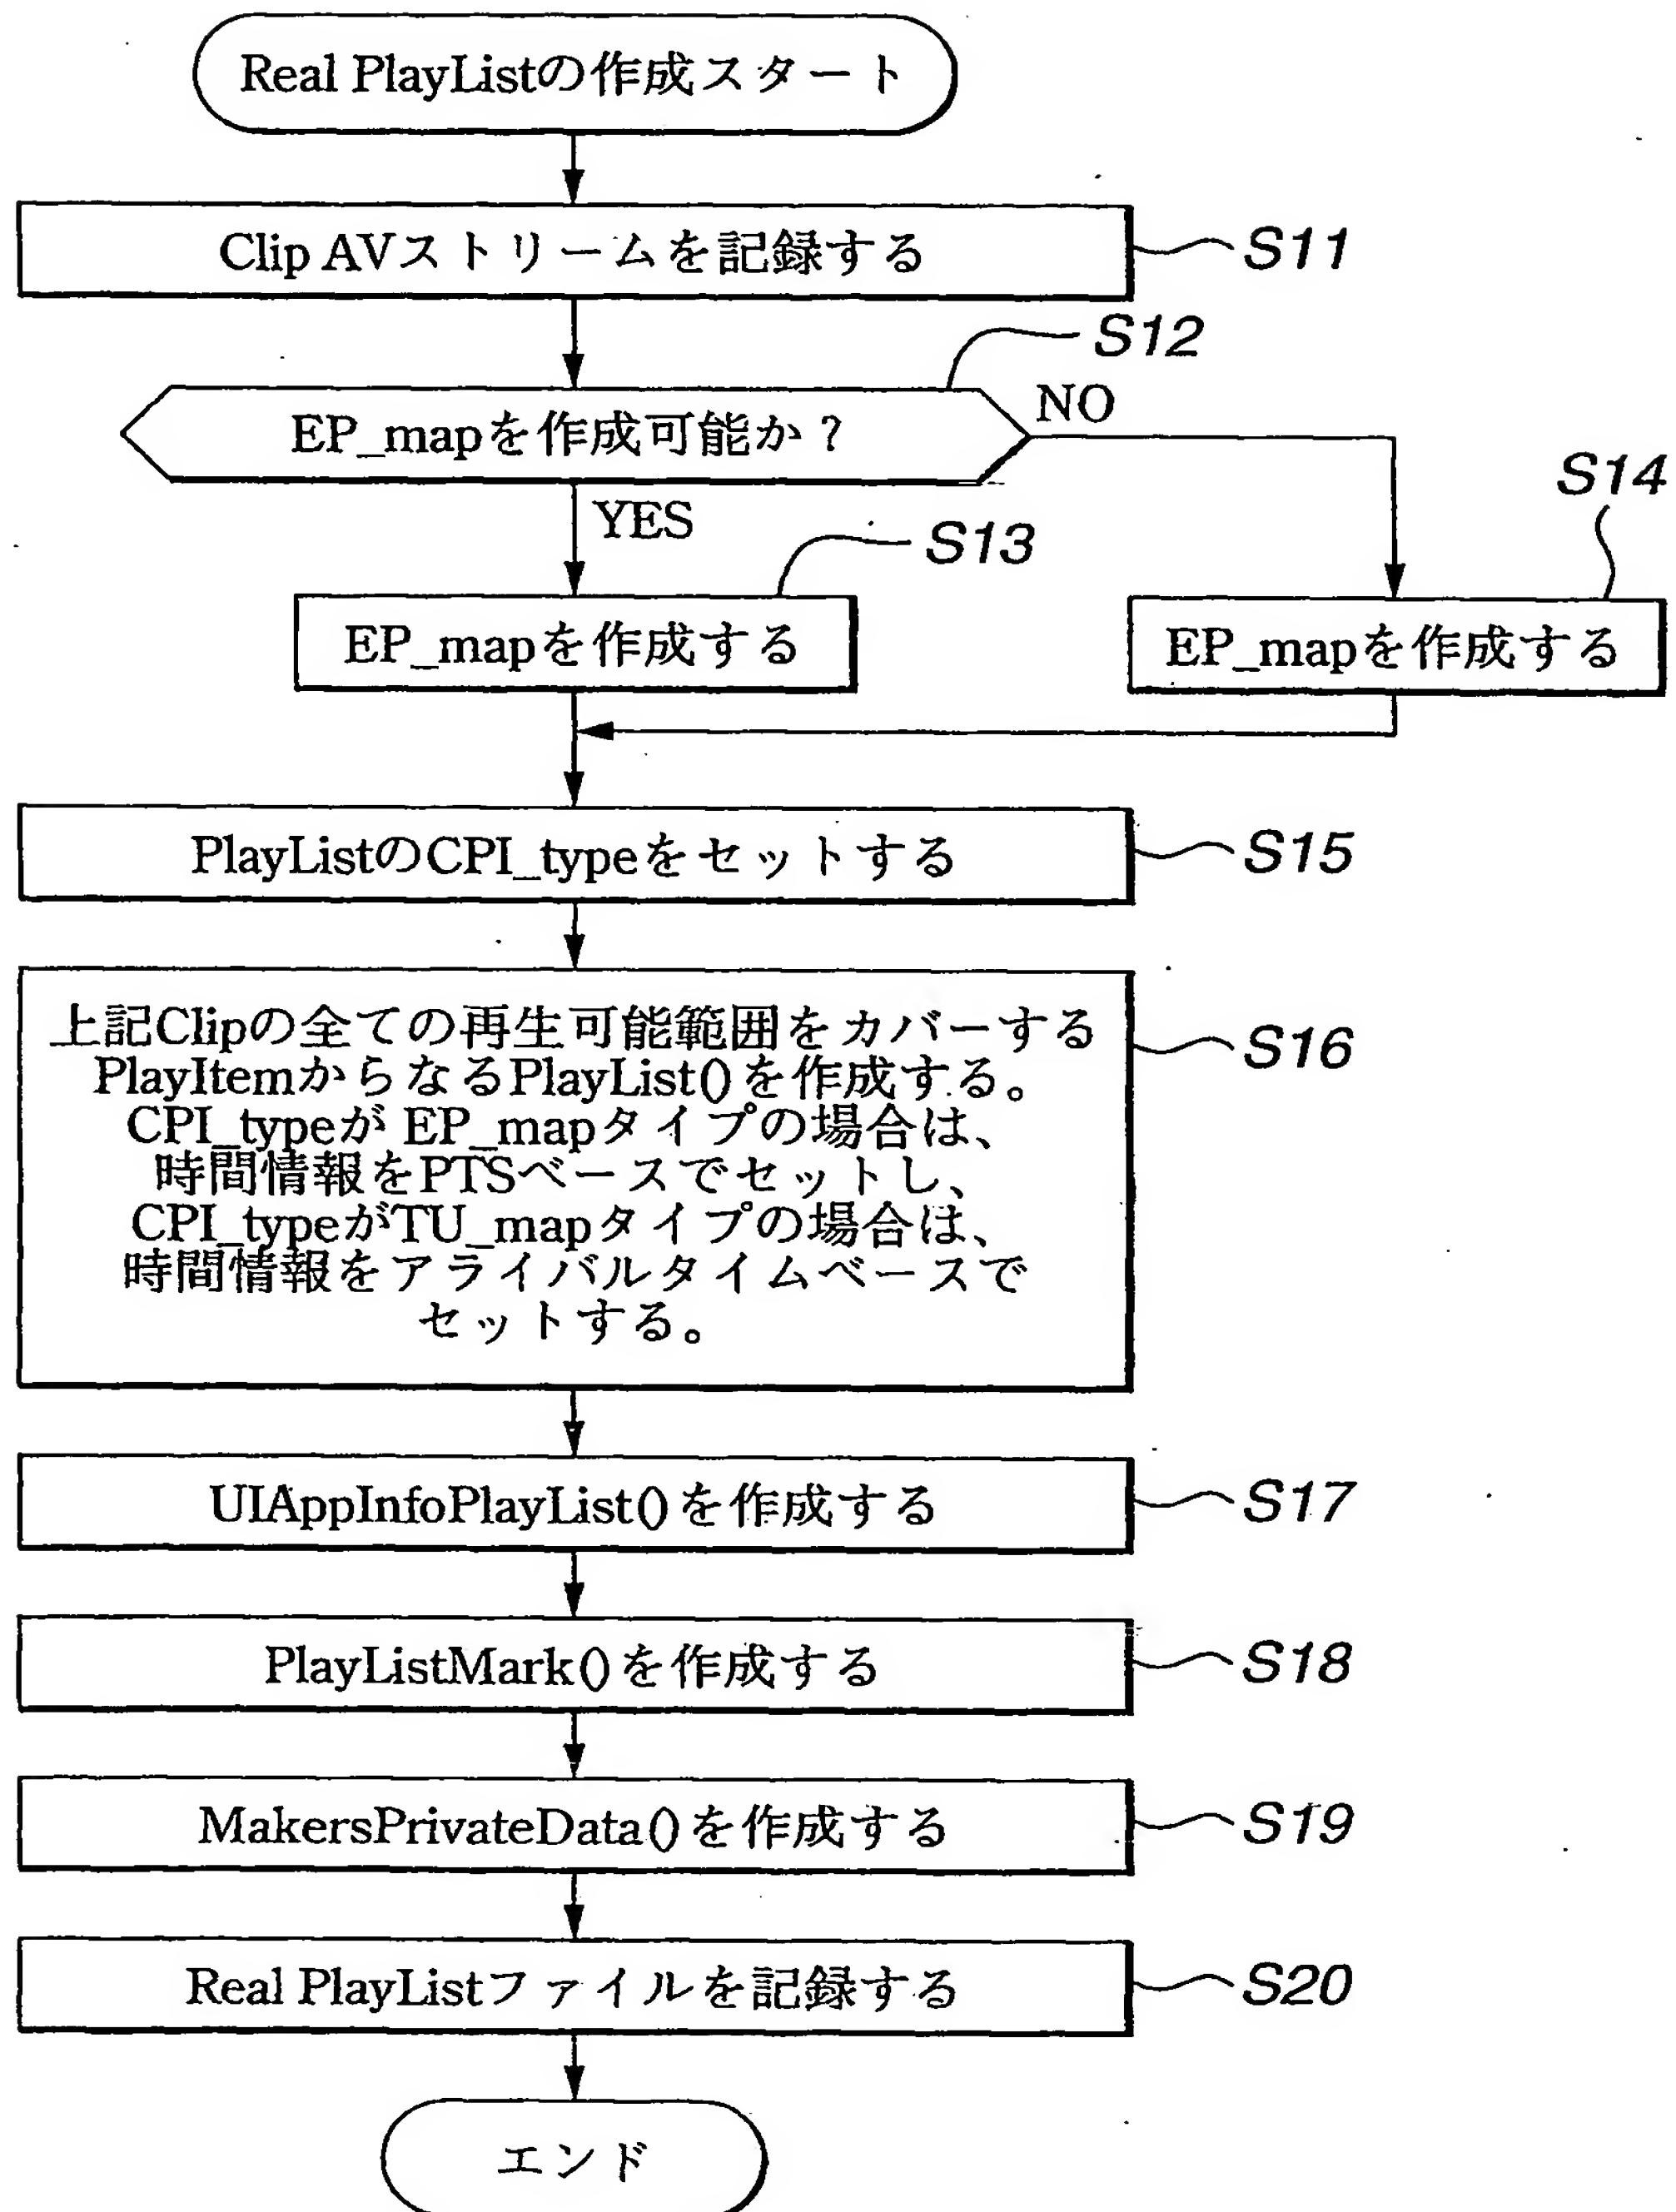 Real PlayListの作成スタート
Clip AVストリームを記録する
S11
S12
EP_mapを作成可能か?
NO
YES
S13
S14
EP_mapを作成する
EP_mapを作成する
PlayListのCPI_typeをセットする
S15
上記Clipの全ての再生可能範囲をカバーする
PlayItemからなるPlayList()を作成する。
CPI_typeが EP_mapタイプの場合は、
時間情報をPTSベースでセットし、
CPI_typeがTU_mapタイプの場合は、
時間情報をアライバルタイムベースで
セットする。
S16
UIAppInfoPlayList()を作成する
S17
PlayListMark()を作成する
S18
MakersPrivateData()を作成する
S19
Real PlayListファイルを記録する
S20
エンド